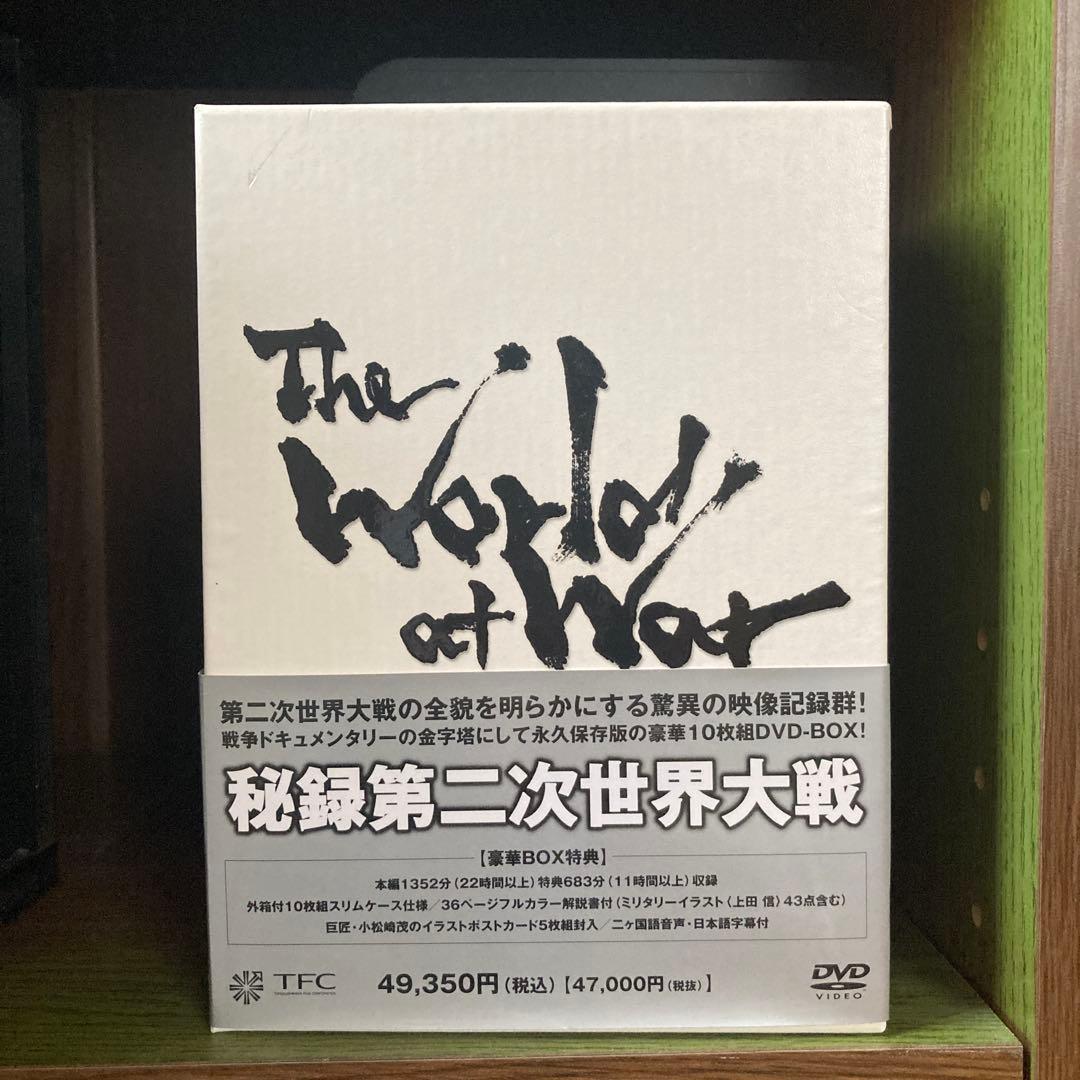 The
World
at War
第二次世界大戦の全貌を明らかにする驚異の映像記録群!
戦争ドキュメンタリーの金字塔にして永久保存版の豪華10枚組DVD-BOX!
秘録第二次世界大戦
【豪華BOX特典】
本編1352分(22時間以上)特典683分(11時間以上)収録
外箱付10枚組スリムケース仕様/36ページフルカラー解説書付(ミリタリーイラスト〈上田 信〉43点含む)
巨匠・小松崎茂のイラストポストカード5枚組封入/二ヶ国語音声・日本語字幕付
TFC 49,350円(税込)【47,000円(税抜)】 DVD
VIDEO